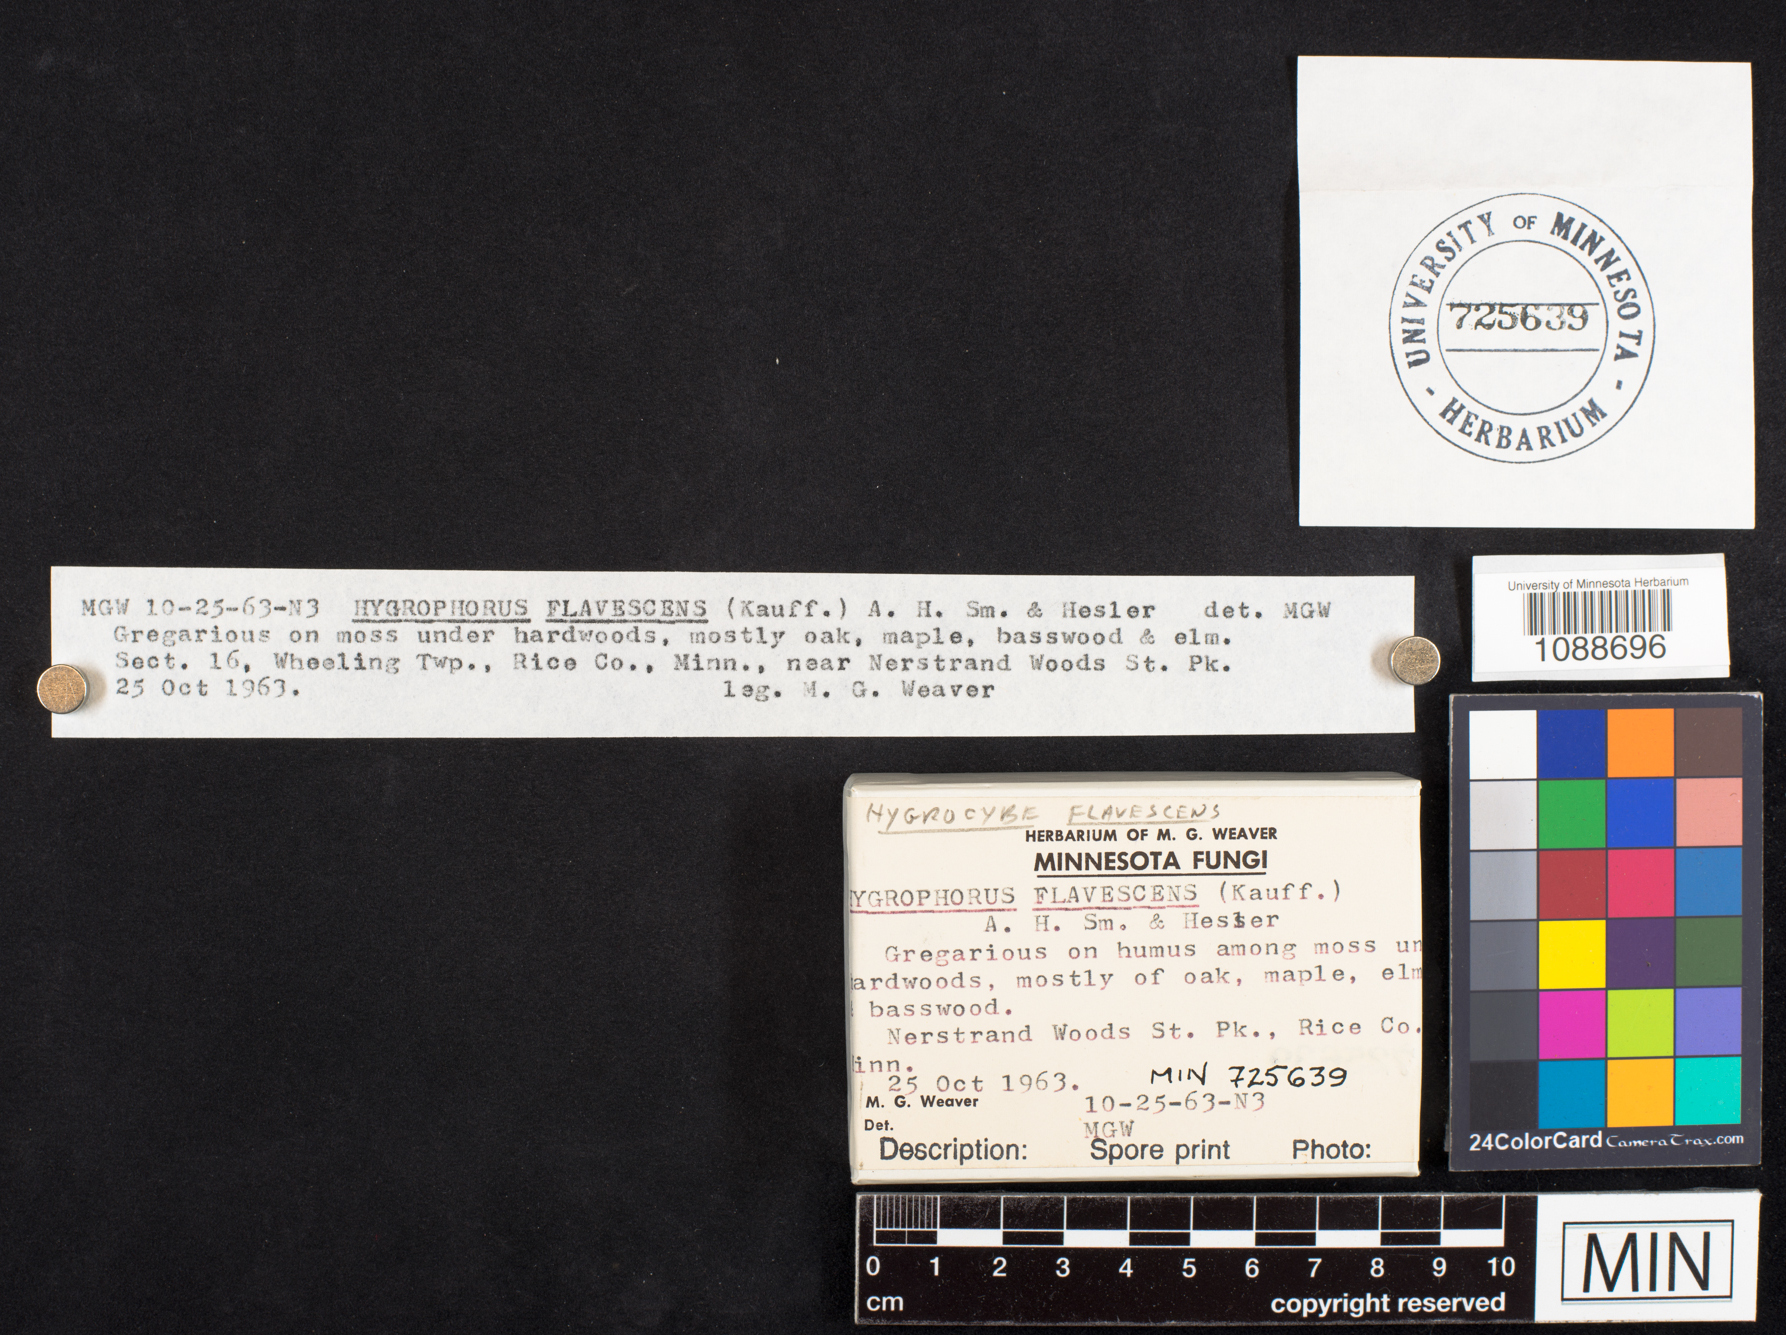 UNIVERSITY OF MINNESOTA
725639
- HERBARIUM -
MGW 10-25-63-N3 HYGROPHORUS FLAVESCENS (Kauff.) A. H. Sm. & Hesler det. MGW
Gregarious on moss under hardwoods, mostly oak, maple, basswood & elm.
Sect. 16, Wheeling Twp., Rice Co., Minn., near Nerstrand Woods St. Pk.
25 Oct 1963. leg. M. G. Weaver
University of Minnesota Herbarium
1088696
HYGROCYBE FLAVESCENS
HERBARIUM OF M. G. WEAVER
MINNESOTA FUNGI
YGROPHORUS FLAVESCENS (Kauff.)
A. H. Sm. & Hesler
Gregarious on humus among moss un
ardwoods, mostly of oak, maple, elm
basswood.
Nerstrand Woods St. Pk., Rice Co.
inn.
25 Oct 1963. MIN 725639
M. G. Weaver 10-25-63-N3
Det. MGW
Description: Spore print Photo:
24ColorCard CameraTrax.com
0 1 2 3 4 5 6 7 8 9 10
cm copyright reserved
MIN